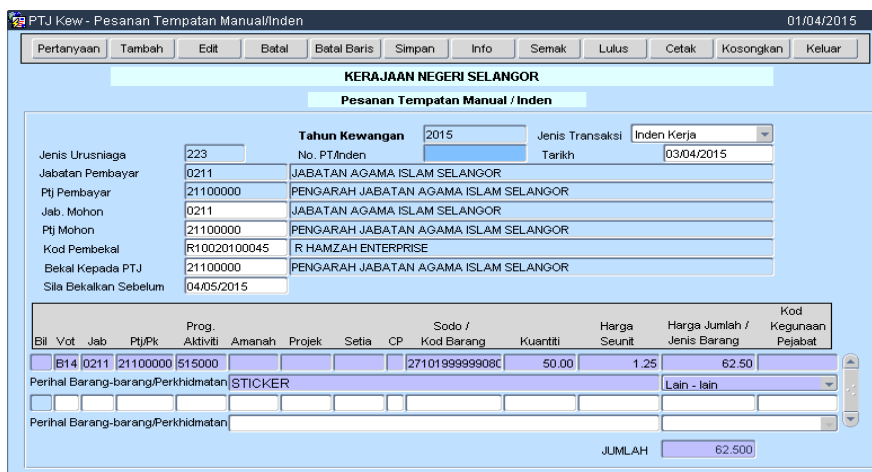 PTJ Kew - Pesanan Tempatan Manual/Inden 01/04/2015
Pertanyaan Tambah Edit Batal Batal Baris Simpan Info Semak Lulus Cetak Kosongkan Keluar
KERAJAAN NEGERI SELANGOR
Pesanan Tempatan Manual / Inden
Tahun Kewangan 2015 Jenis Transaksi Inden Kerja
Jenis Urusniaga 223 No. PT/Inden Tarikh 03/04/2015
Jabatan Pembayar 0211 JABATAN AGAMA ISLAM SELANGOR
Ptj Pembayar 21100000 PENGARAH JABATAN AGAMA ISLAM SELANGOR
Jab. Mohon 0211 JABATAN AGAMA ISLAM SELANGOR
Ptj Mohon 21100000 PENGARAH JABATAN AGAMA ISLAM SELANGOR
Kod Pembekal R10020100045 R HAMZAH ENTERPRISE
Bekal Kepada PTJ 21100000 PENGARAH JABATAN AGAMA ISLAM SELANGOR
Sila Bekalkan Sebelum 04/05/2015
Kod
Prog. Sodo / Harga Harga Jumlah / Kegunaan
Bil Vot Jab Ptj/Pk Aktiviti Amanah Projek Setia CP Kod Barang Kuantiti Seunit Jenis Barang Pejabat
B14 0211 21100000 515000 50.00 1.25 62.50
Perihal Barang-barang/Perkhidmatan STICKER Lain - lain
Perihal Barang-barang/Perkhidmatan
JUMLAH 62.500